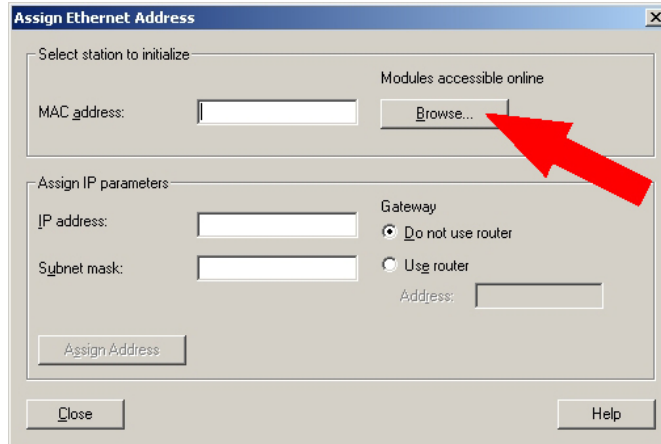 Assign Ethernet Address
Select station to initialize
Modules accessible online
MAC address:
Browse...
Assign IP parameters
IP address:
Gateway
Do not use router
Subnet mask:
Use router
Address:
Assign Address
Close
Help